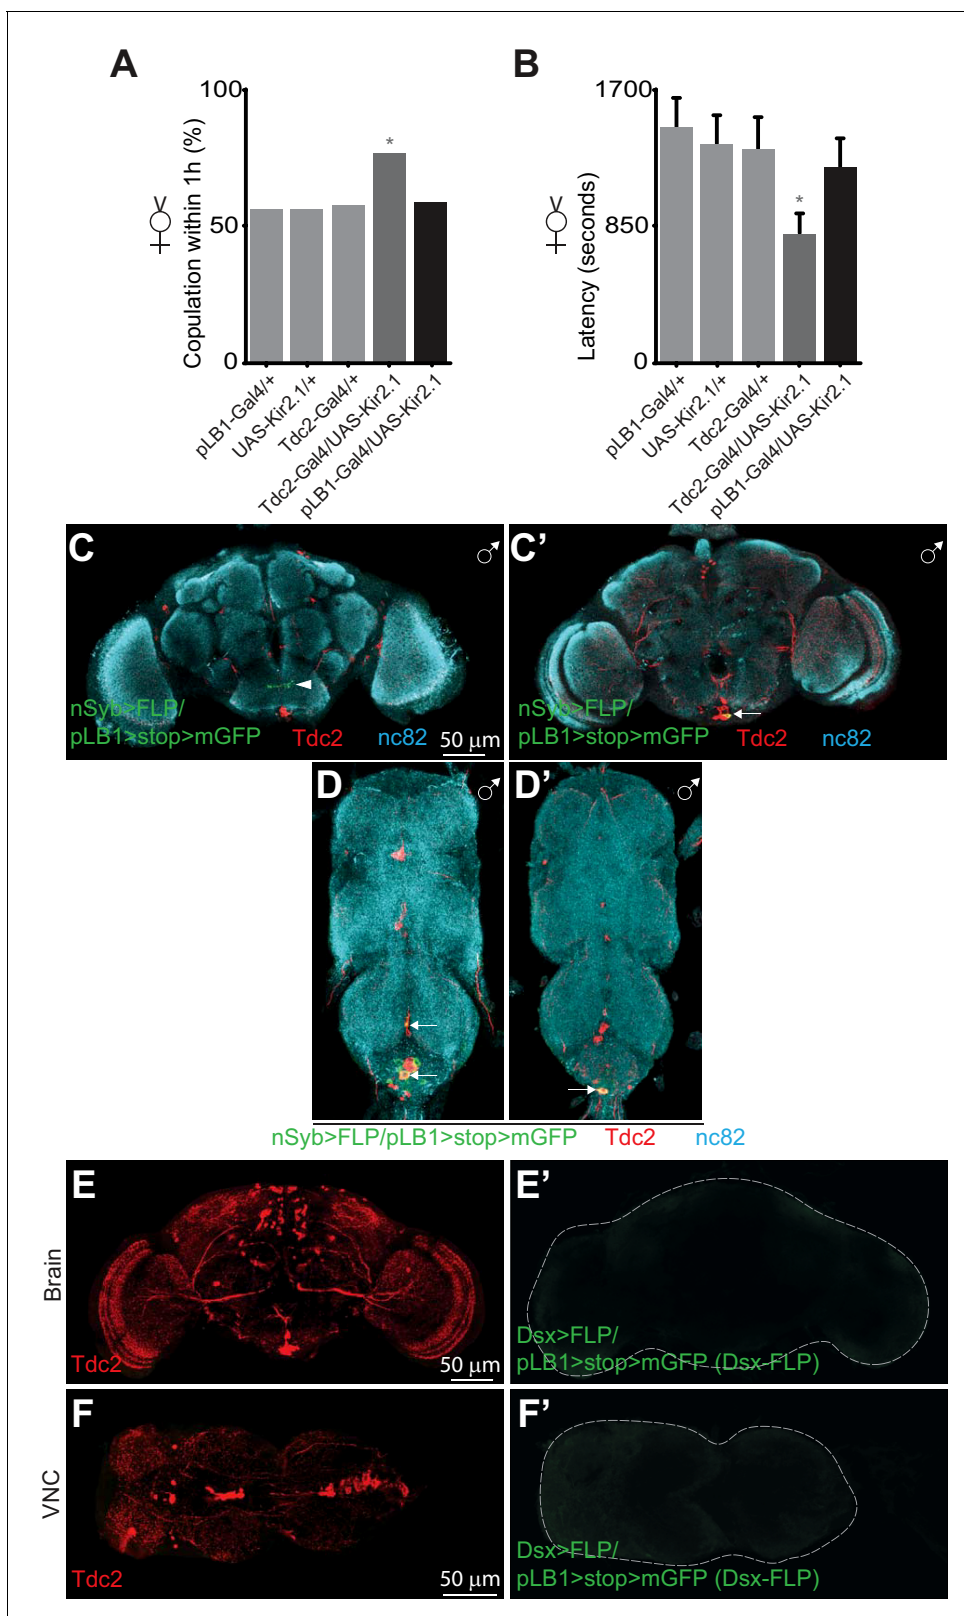 A
B
Copulation within 1h (%)
100
50
0
*
pLB1-Gal4/+
UAS-Kir2.1/+
Tdc2-Gal4/+
Tdc2-Gal4/UAS-Kir2.1
pLB1-Gal4/UAS-Kir2.1
Latency (seconds)
1700
850
0
*
pLB1-Gal4/+
UAS-Kir2.1/+
Tdc2-Gal4/+
Tdc2-Gal4/UAS-Kir2.1
pLB1-Gal4/UAS-Kir2.1
C
♂
nSyb>FLP/
pLB1>stop>mGFP Tdc2 nc82 50 µm
C'
♂
nSyb>FLP/
pLB1>stop>mGFP Tdc2 nc82
D
♂
D'
♂
nSyb>FLP/pLB1>stop>mGFP Tdc2 nc82
Brain
E
Tdc2 50 µm
E'
Dsx>FLP/
pLB1>stop>mGFP (Dsx-FLP)
VNC
F
Tdc2 50 µm
F'
Dsx>FLP/
pLB1>stop>mGFP (Dsx-FLP)